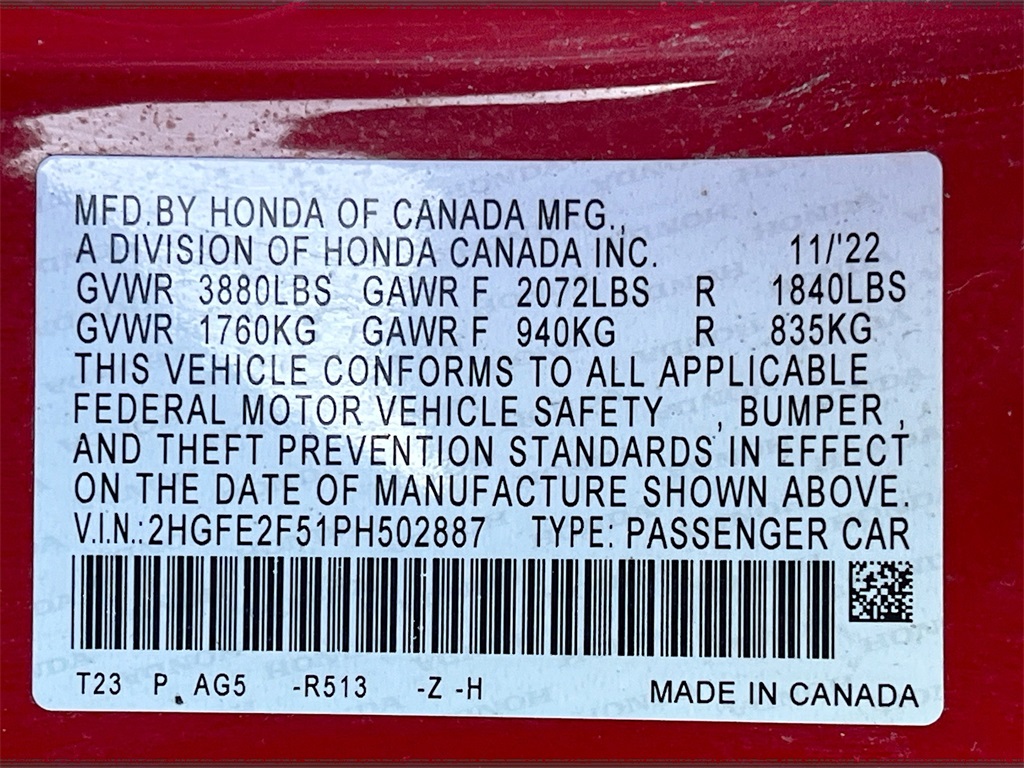 MFD.BY HONDA OF CANADA MFG.,
A DIVISION OF HONDA CANADA INC. 11/'22
GVWR 3880LBS GAWR F 2072LBS R 1840LBS
GVWR 1760KG GAWR F 940KG R 835KG
THIS VEHICLE CONFORMS TO ALL APPLICABLE
FEDERAL MOTOR VEHICLE SAFETY , BUMPER ,
AND THEFT PREVENTION STANDARDS IN EFFECT
ON THE DATE OF MANUFACTURE SHOWN ABOVE.
V.I.N.:2HGFE2F51PH502887 TYPE: PASSENGER CAR
T23 P AG5 -R513 -Z -H MADE IN CANADA